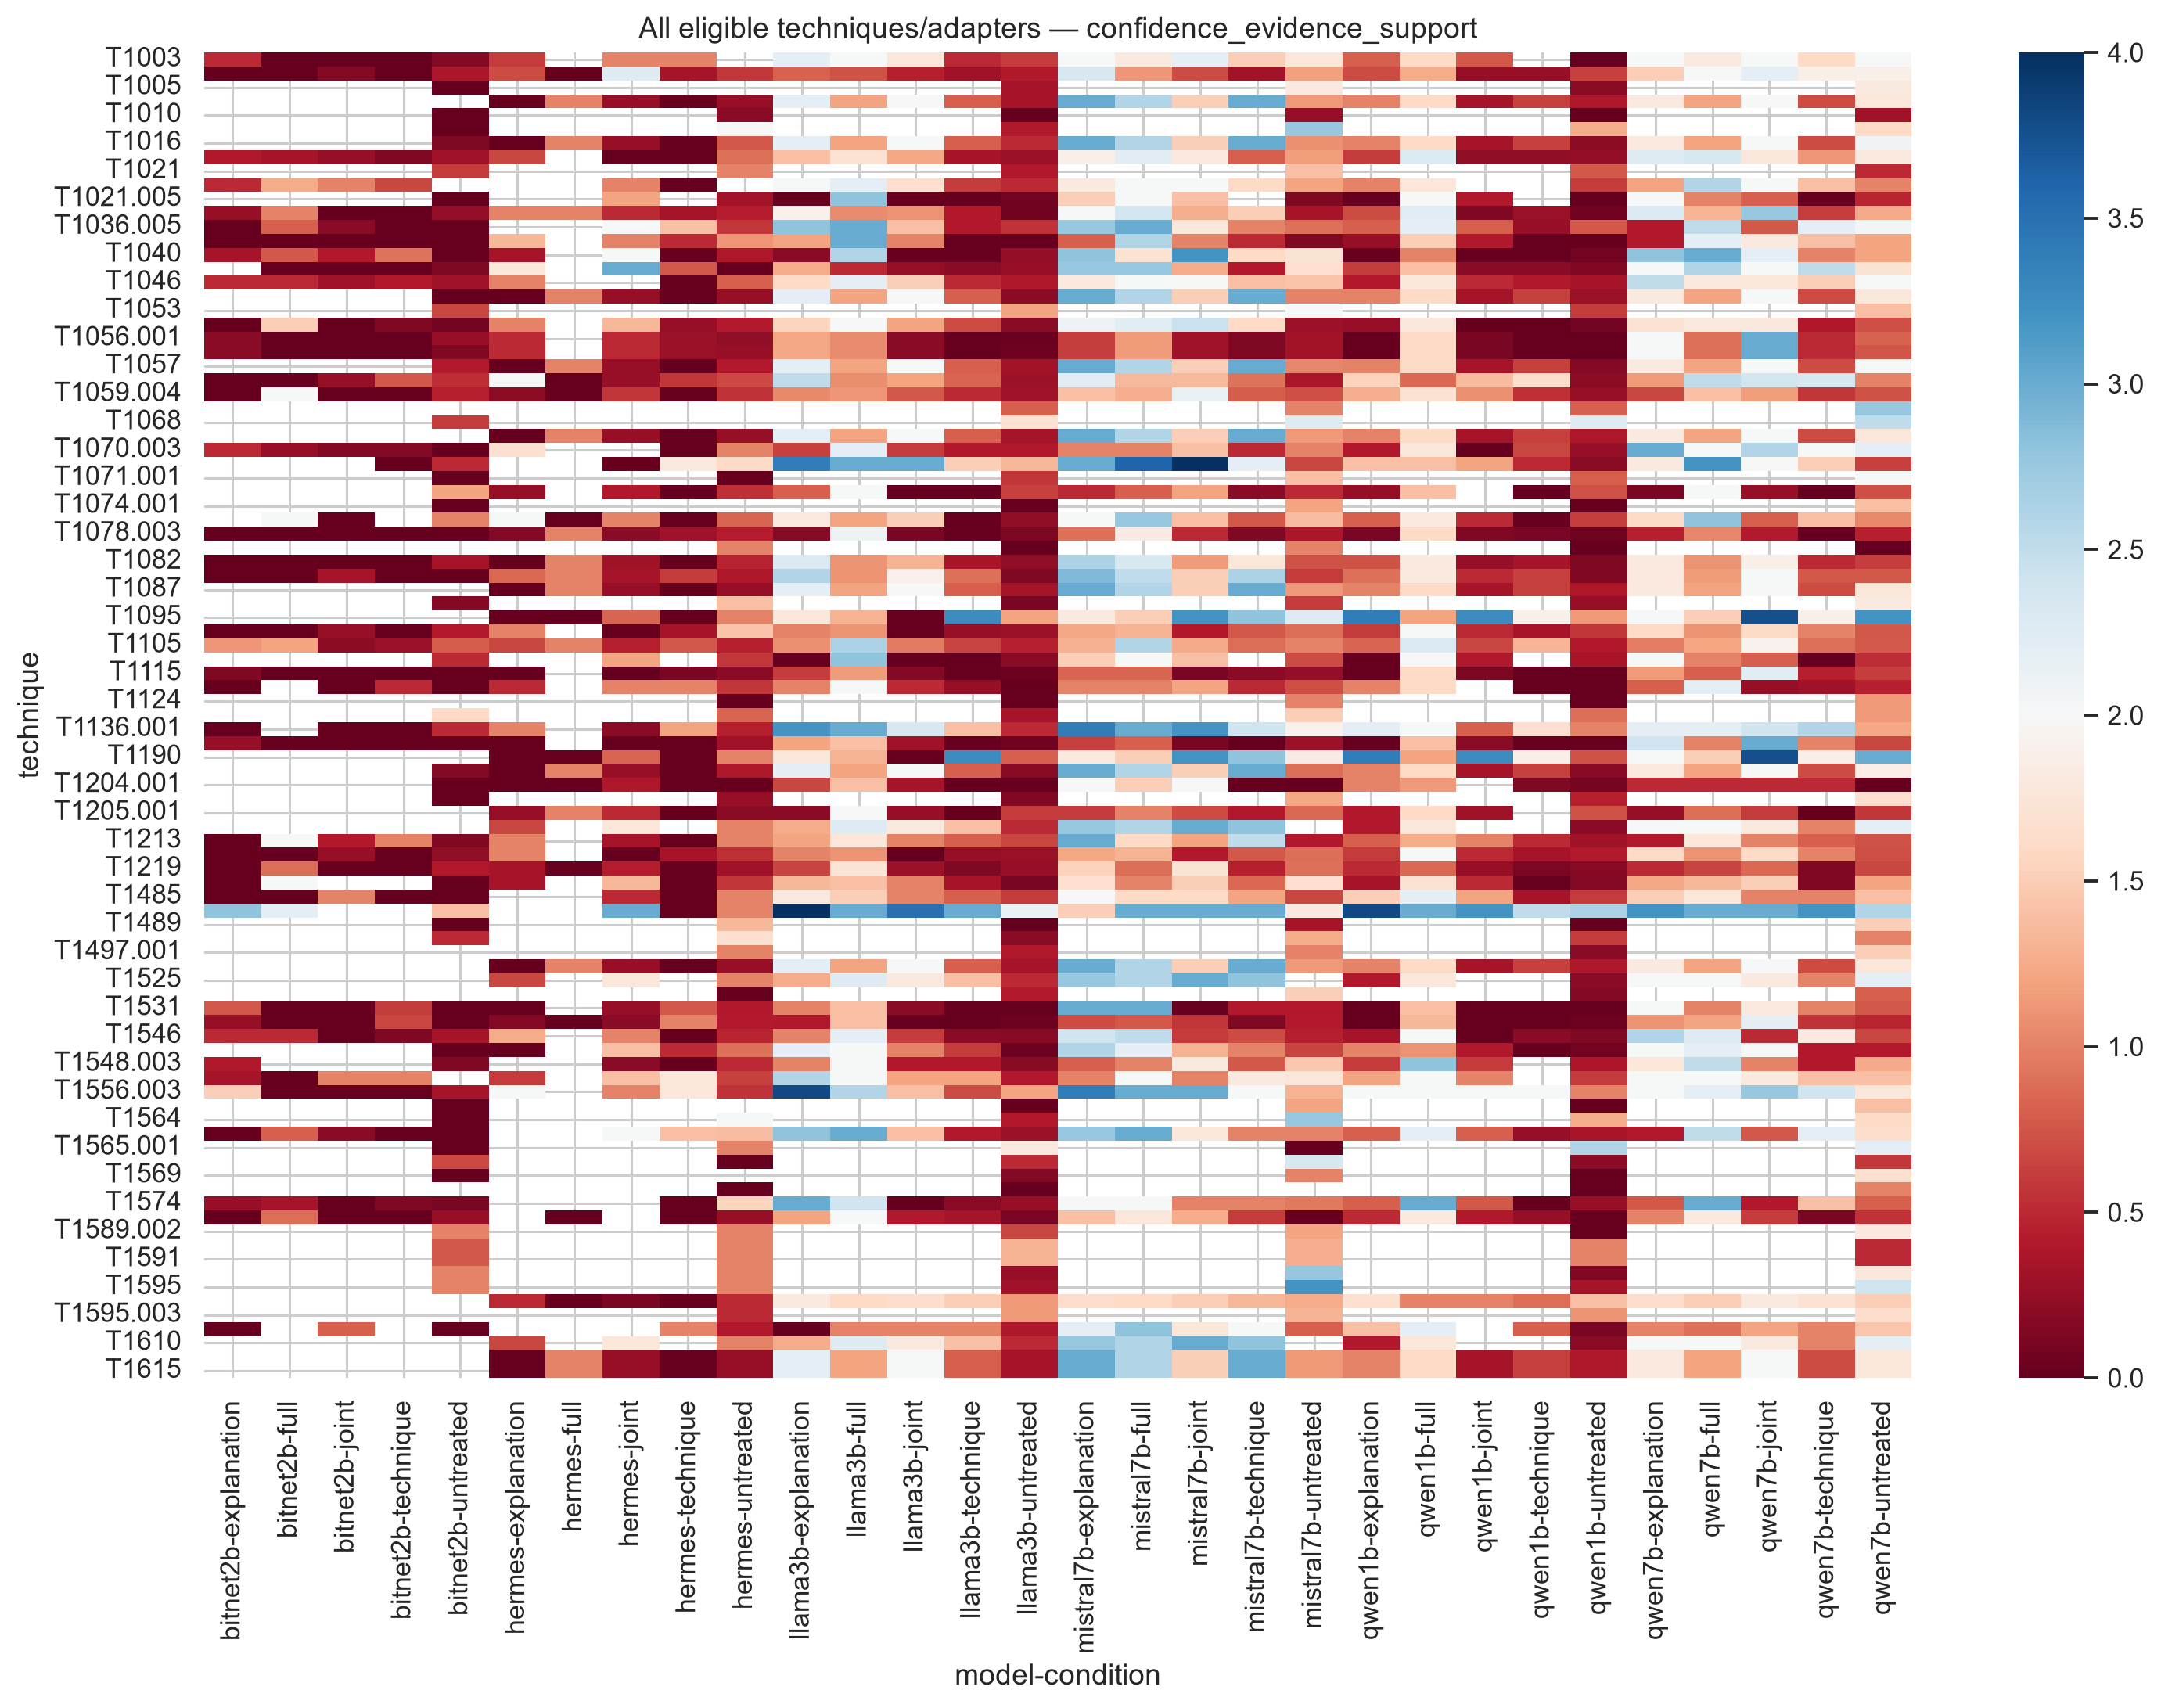 All eligible techniques/adapters — confidence_evidence_support
technique
T1003
T1005
T1010
T1016
T1021
T1021.005
T1036.005
T1040
T1046
T1053
T1056.001
T1057
T1059.004
T1068
T1070.003
T1071.001
T1074.001
T1078.003
T1082
T1087
T1095
T1105
T1115
T1124
T1136.001
T1190
T1204.001
T1205.001
T1213
T1219
T1485
T1489
T1497.001
T1525
T1531
T1546
T1548.003
T1556.003
T1564
T1565.001
T1569
T1574
T1589.002
T1591
T1595
T1595.003
T1610
T1615
bitnet2b-explanation
bitnet2b-full
bitnet2b-joint
bitnet2b-technique
bitnet2b-untreated
hermes-explanation
hermes-full
hermes-joint
hermes-technique
hermes-untreated
llama3b-explanation
llama3b-full
llama3b-joint
llama3b-technique
llama3b-untreated
mistral7b-explanation
mistral7b-full
mistral7b-joint
mistral7b-technique
mistral7b-untreated
qwen1b-explanation
qwen1b-full
qwen1b-joint
qwen1b-technique
qwen1b-untreated
qwen7b-explanation
qwen7b-full
qwen7b-joint
qwen7b-technique
qwen7b-untreated
model-condition
4.0
3.5
3.0
2.5
2.0
1.5
1.0
0.5
0.0